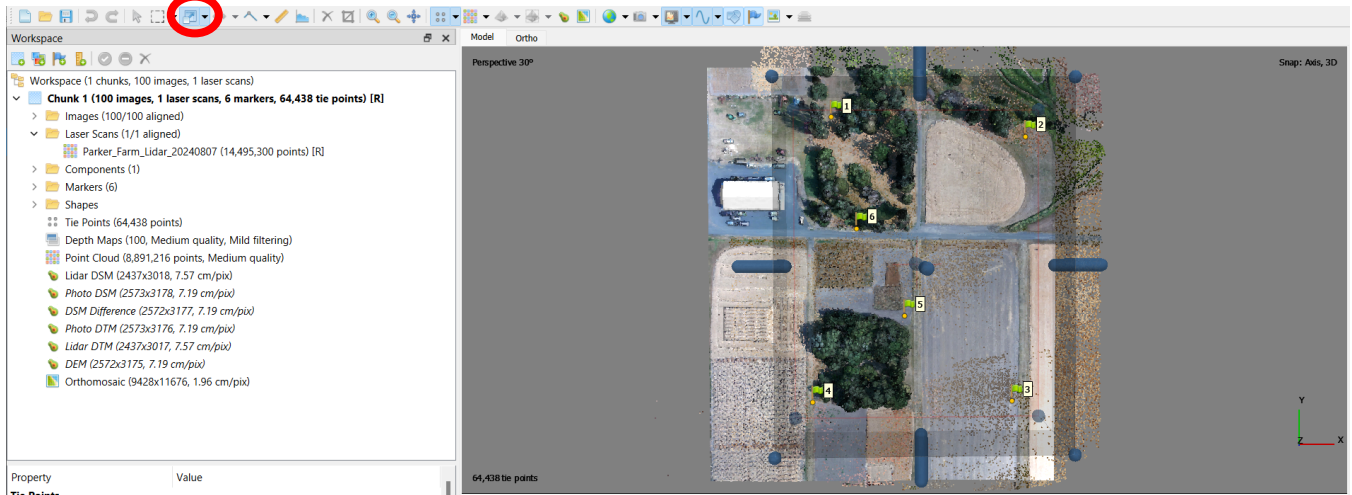 Workspace
Model Ortho
Workspace (1 chunks, 100 images, 1 laser scans)
Chunk 1 (100 images, 1 laser scans, 6 markers, 64,438 tie points) [R]
Images (100/100 aligned)
Laser Scans (1/1 aligned)
Parker_Farm_Lidar_20240807 (14,495,300 points) [R]
Components (1)
Markers (6)
Shapes
Tie Points (64,438 points)
Depth Maps (100, Medium quality, Mild filtering)
Point Cloud (8,891,216 points, Medium quality)
Lidar DSM (2437x3018, 7.57 cm/pix)
Photo DSM (2573x3178, 7.19 cm/pix)
DSM Difference (2572x3177, 7.19 cm/pix)
Photo DTM (2573x3176, 7.19 cm/pix)
Lidar DTM (2437x3017, 7.57 cm/pix)
DEM (2572x3175, 7.19 cm/pix)
Orthomosaic (9428x11676, 1.96 cm/pix)
Property Value
Tie Points
Perspective 30°
Snap: Axis, 3D
1
2
6
5
4
3
Y
Z X
64,438 tie points